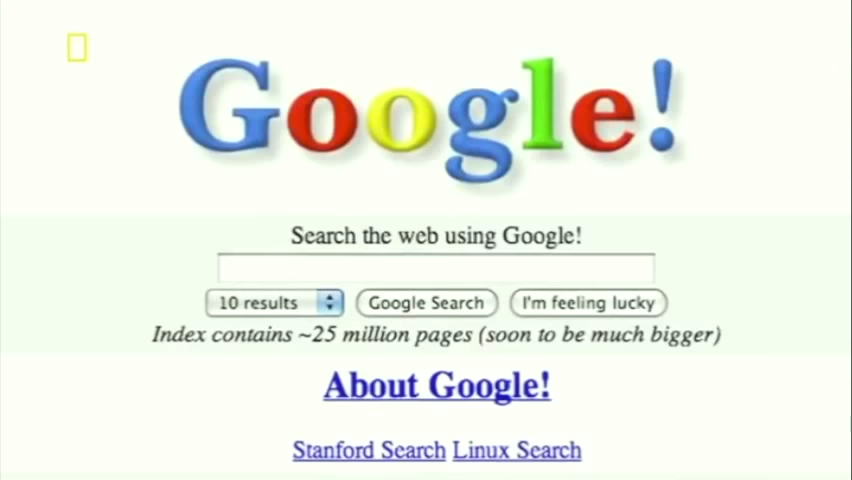 Google!
Search the web using Google!
10 results Google Search I'm feeling lucky
Index contains ~25 million pages (soon to be much bigger)
About Google!
Stanford Search Linux Search